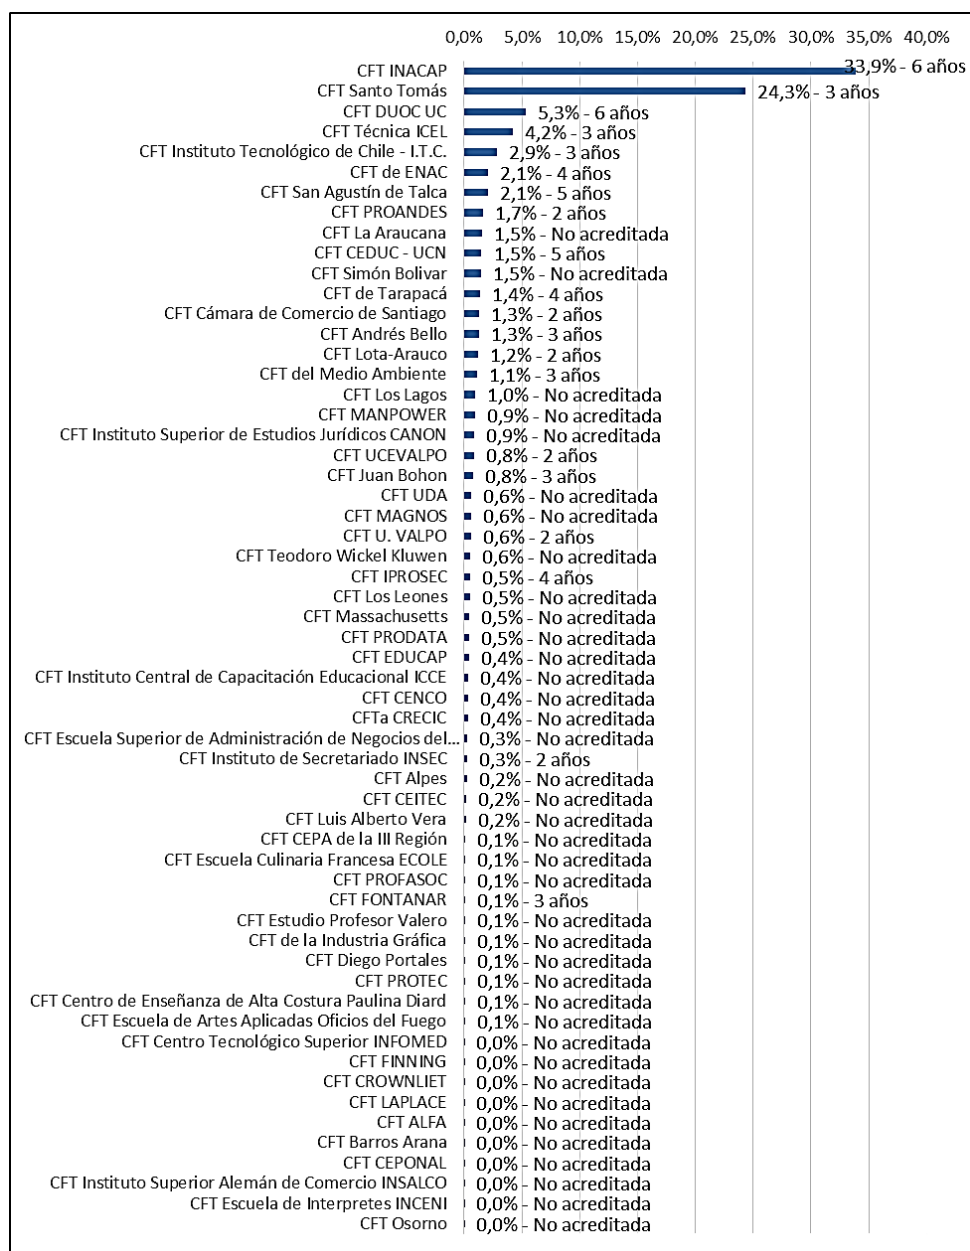 0,0% 5,0% 10,0% 15,0% 20,0% 25,0% 30,0% 35,0% 40,0%
CFT INACAP 33,9% - 6 años
CFT Santo Tomás 24,3% - 3 años
CFT DUOC UC 5,3% - 6 años
CFT Técnica ICEL 4,2% - 3 años
CFT Instituto Tecnológico de Chile - I.T.C. 2,9% - 3 años
CFT de ENAC 2,1% - 4 años
CFT San Agustín de Talca 2,1% - 5 años
CFT PROANDES 1,7% - 2 años
CFT La Araucana 1,5% - No acreditada
CFT CEDUC - UCN 1,5% - 5 años
CFT Simón Bolivar 1,5% - No acreditada
CFT de Tarapacá 1,4% - 4 años
CFT Cámara de Comercio de Santiago 1,3% - 2 años
CFT Andrés Bello 1,3% - 3 años
CFT Lota-Arauco 1,2% - 2 años
CFT del Medio Ambiente 1,1% - 3 años
CFT Los Lagos 1,0% - No acreditada
CFT MANPOWER 0,9% - No acreditada
CFT Instituto Superior de Estudios Jurídicos CANON 0,9% - No acreditada
CFT UCEVALPO 0,8% - 2 años
CFT Juan Bohon 0,8% - 3 años
CFT UDA 0,6% - No acreditada
CFT MAGNOS 0,6% - No acreditada
CFT U. VALPO 0,6% - 2 años
CFT Teodoro Wickel Kluwen 0,6% - No acreditada
CFT IPROSEC 0,5% - 4 años
CFT Los Leones 0,5% - No acreditada
CFT Massachusetts 0,5% - No acreditada
CFT PRODATA 0,5% - No acreditada
CFT EDUCAP 0,4% - No acreditada
CFT Instituto Central de Capacitación Educacional ICCE 0,4% - No acreditada
CFT CENCO 0,4% - No acreditada
CFTa CRECIC 0,4% - No acreditada
CFT Escuela Superior de Administración de Negocios del... 0,3% - No acreditada
CFT Instituto de Secretariado INSEC 0,3% - 2 años
CFT Alpes 0,2% - No acreditada
CFT CEITEC 0,2% - No acreditada
CFT Luis Alberto Vera 0,2% - No acreditada
CFT CEPA de la III Región 0,1% - No acreditada
CFT Escuela Culinaria Francesa ECOLE 0,1% - No acreditada
CFT PROFASOC 0,1% - No acreditada
CFT FONTANAR 0,1% - 3 años
CFT Estudio Profesor Valero 0,1% - No acreditada
CFT de la Industria Gráfica 0,1% - No acreditada
CFT Diego Portales 0,1% - No acreditada
CFT PROTEC 0,1% - No acreditada
CFT Centro de Enseñanza de Alta Costura Paulina Diard 0,1% - No acreditada
CFT Escuela de Artes Aplicadas Oficios del Fuego 0,1% - No acreditada
CFT Centro Tecnológico Superior INFOMED 0,0% - No acreditada
CFT FINNING 0,0% - No acreditada
CFT CROWNLIET 0,0% - No acreditada
CFT LAPLACE 0,0% - No acreditada
CFT ALFA 0,0% - No acreditada
CFT Barros Arana 0,0% - No acreditada
CFT CEPONAL 0,0% - No acreditada
CFT Instituto Superior Alemán de Comercio INSALCO 0,0% - No acreditada
CFT Escuela de Interpretes INCENI 0,0% - No acreditada
CFT Osorno 0,0% - No acreditada